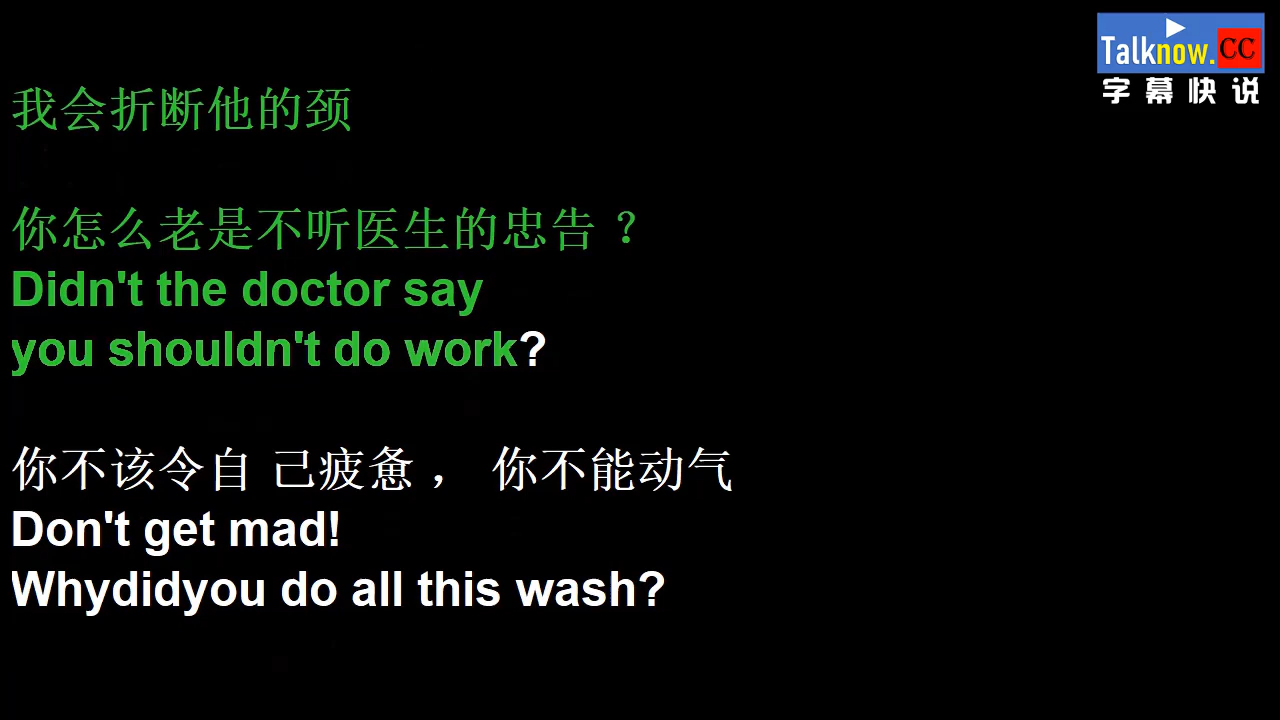 Talknow.CC
字幕快说
我会折断他的颈
你怎么老是不听医生的忠告 ？
Didn't the doctor say
you shouldn't do work?
你不该令自 己疲惫 ， 你不能动气
Don't get mad!
Whydidyou do all this wash?